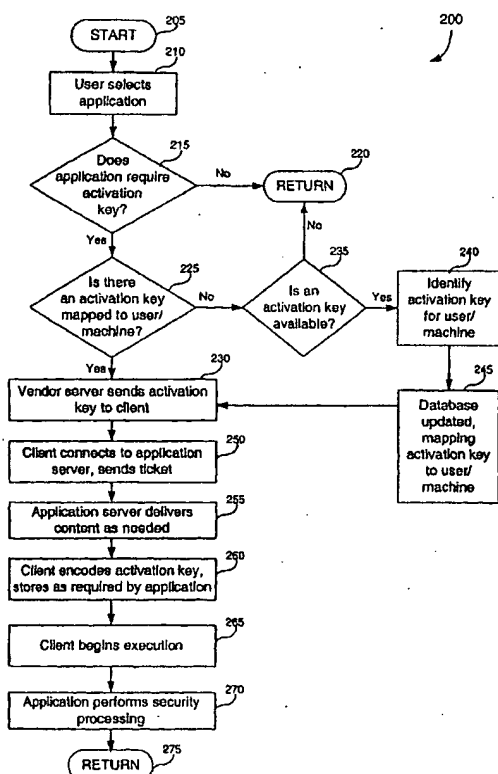 205
START
200
210
User selects
application
215
Does
application require
activation
key?
No
220
RETURN
Yes
No
225
Is there
an activation key
mapped to user/
machine?
No
235
Is an
activation key
available?
Yes
240
Identify
activation key
for user/
machine
Yes
230
Vendor server sends activation
key to client
245
Database
updated,
mapping
activation key
to user/
machine
250
Client connects to application
server, sends ticket
255
Application server delivers
content as needed
260
Client encodes activation key,
stores as required by application
265
Client begins execution
270
Application performs security
processing
RETURN
275